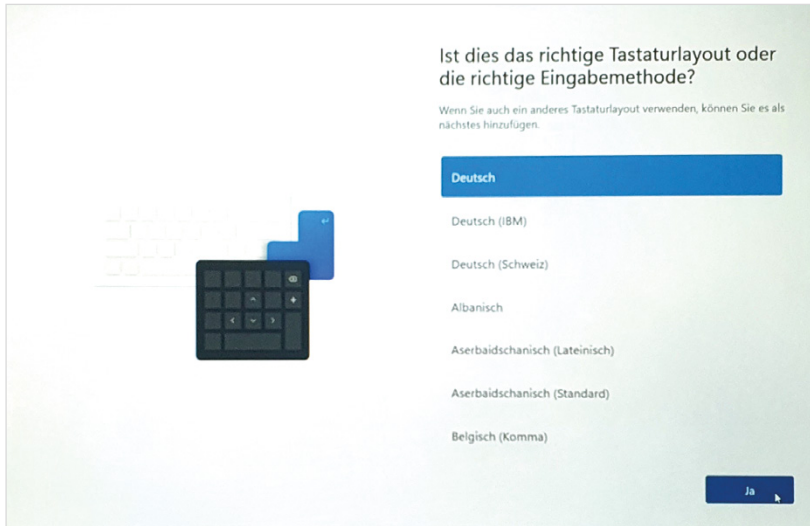 Ist dies das richtige Tastaturlayout oder
die richtige Eingabemethode?
Wenn Sie auch ein anderes Tastaturlayout verwenden, können Sie es als
nächstes hinzufügen.
Deutsch
Deutsch (IBM)
Deutsch (Schweiz)
Albanisch
Aserbaidschanisch (Lateinisch)
Aserbaidschanisch (Standard)
Belgisch (Komma)
Ja